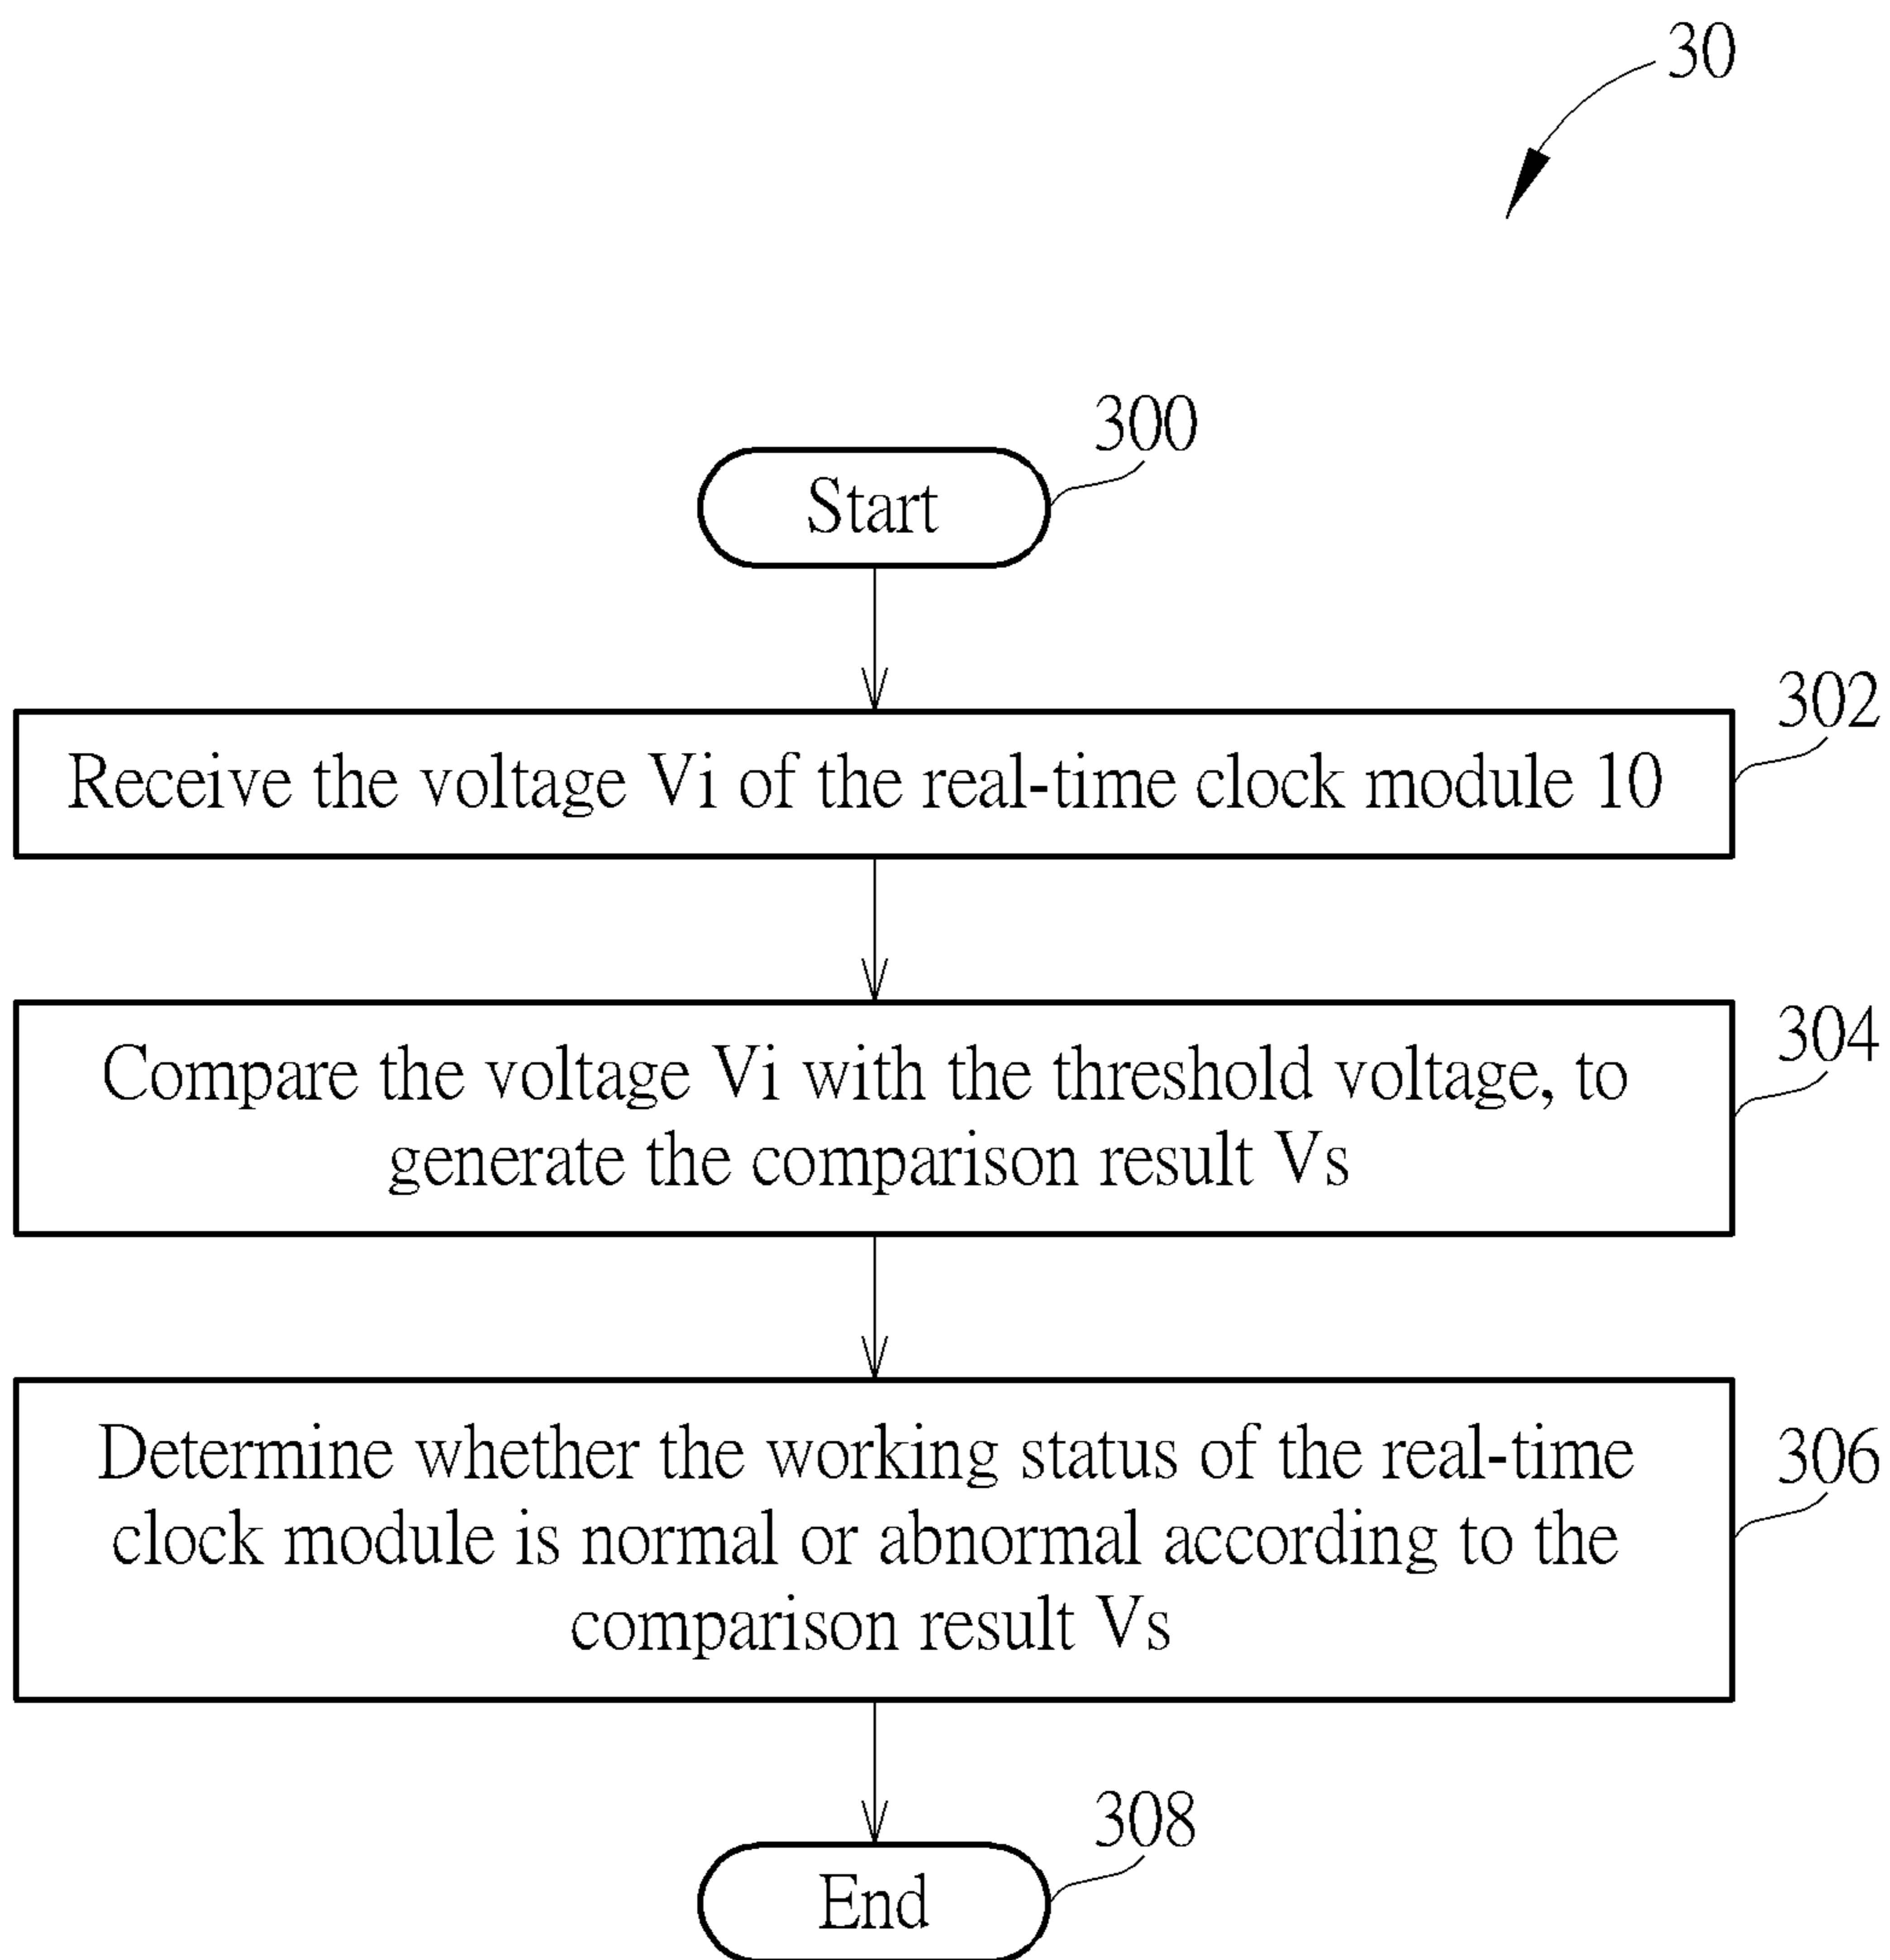 30
300
Start
302
Receive the voltage Vi of the real-time clock module 10
304
Compare the voltage Vi with the threshold voltage, to
generate the comparison result Vs
306
Determine whether the working status of the real-time
clock module is normal or abnormal according to the
comparison result Vs
308
End